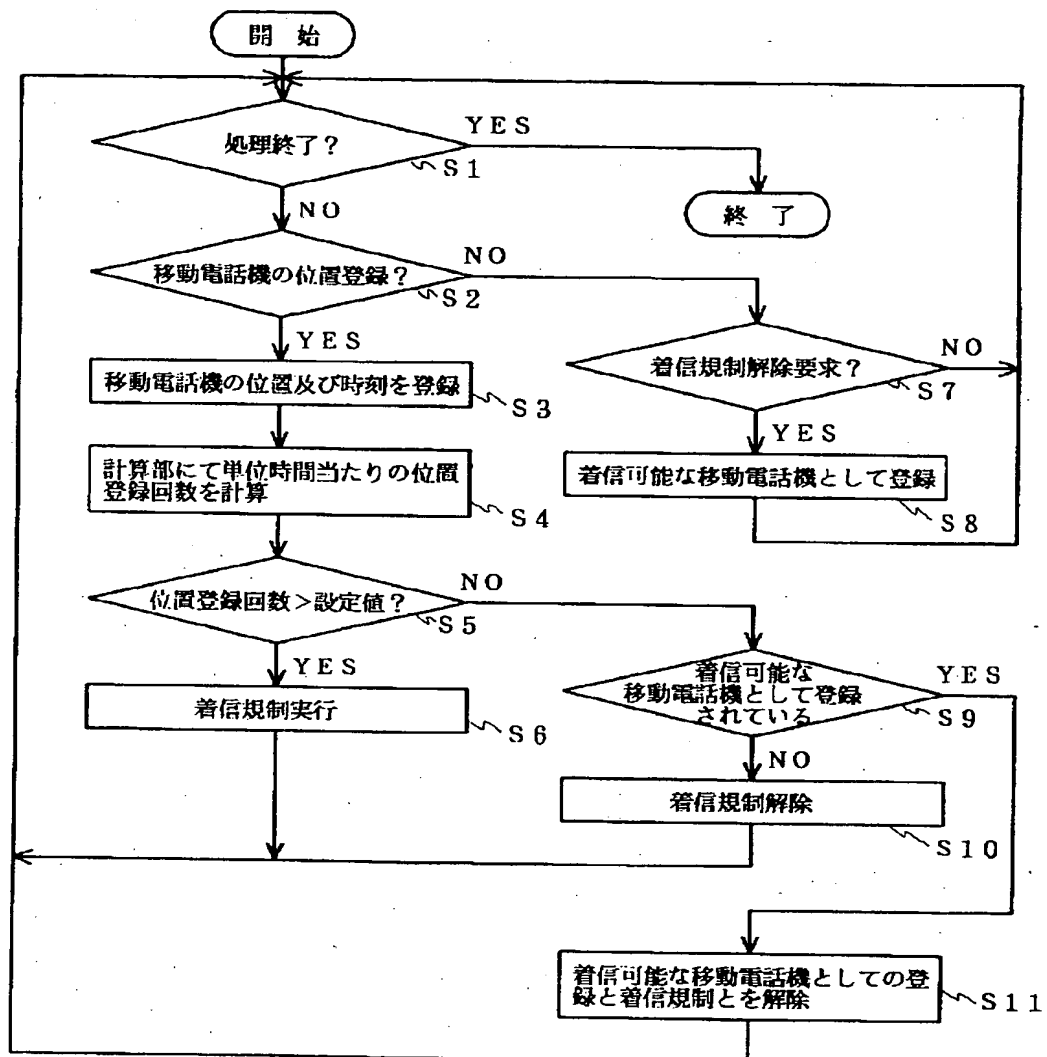 開 始
処理終了?
YES
S1
終 了
NO
移動電話機の位置登録?
NO
S2
YES
着信規制解除要求?
NO
S7
移動電話機の位置及び時刻を登録
S3
YES
計算部にて単位時間当たりの位置
登録回数を計算
S4
着信可能な移動電話機として登録
S8
位置登録回数>設定値?
NO
S5
YES
着信可能な
移動電話機として登録
されている
YES
S9
着信規制実行
S6
NO
着信規制解除
S10
着信可能な移動電話機としての登
録と着信規制とを解除
S11